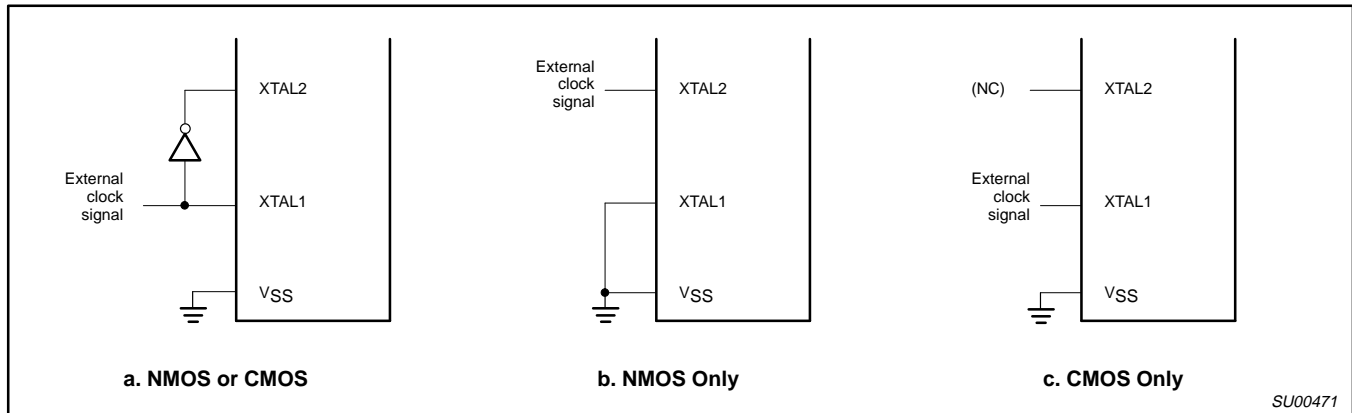 XTAL2
External
clock
signal
XTAL1
VSS
a. NMOS or CMOS
External
clock
signal
XTAL2
XTAL1
VSS
b. NMOS Only
(NC)
XTAL2
External
clock
signal
XTAL1
VSS
c. CMOS Only
SU00471